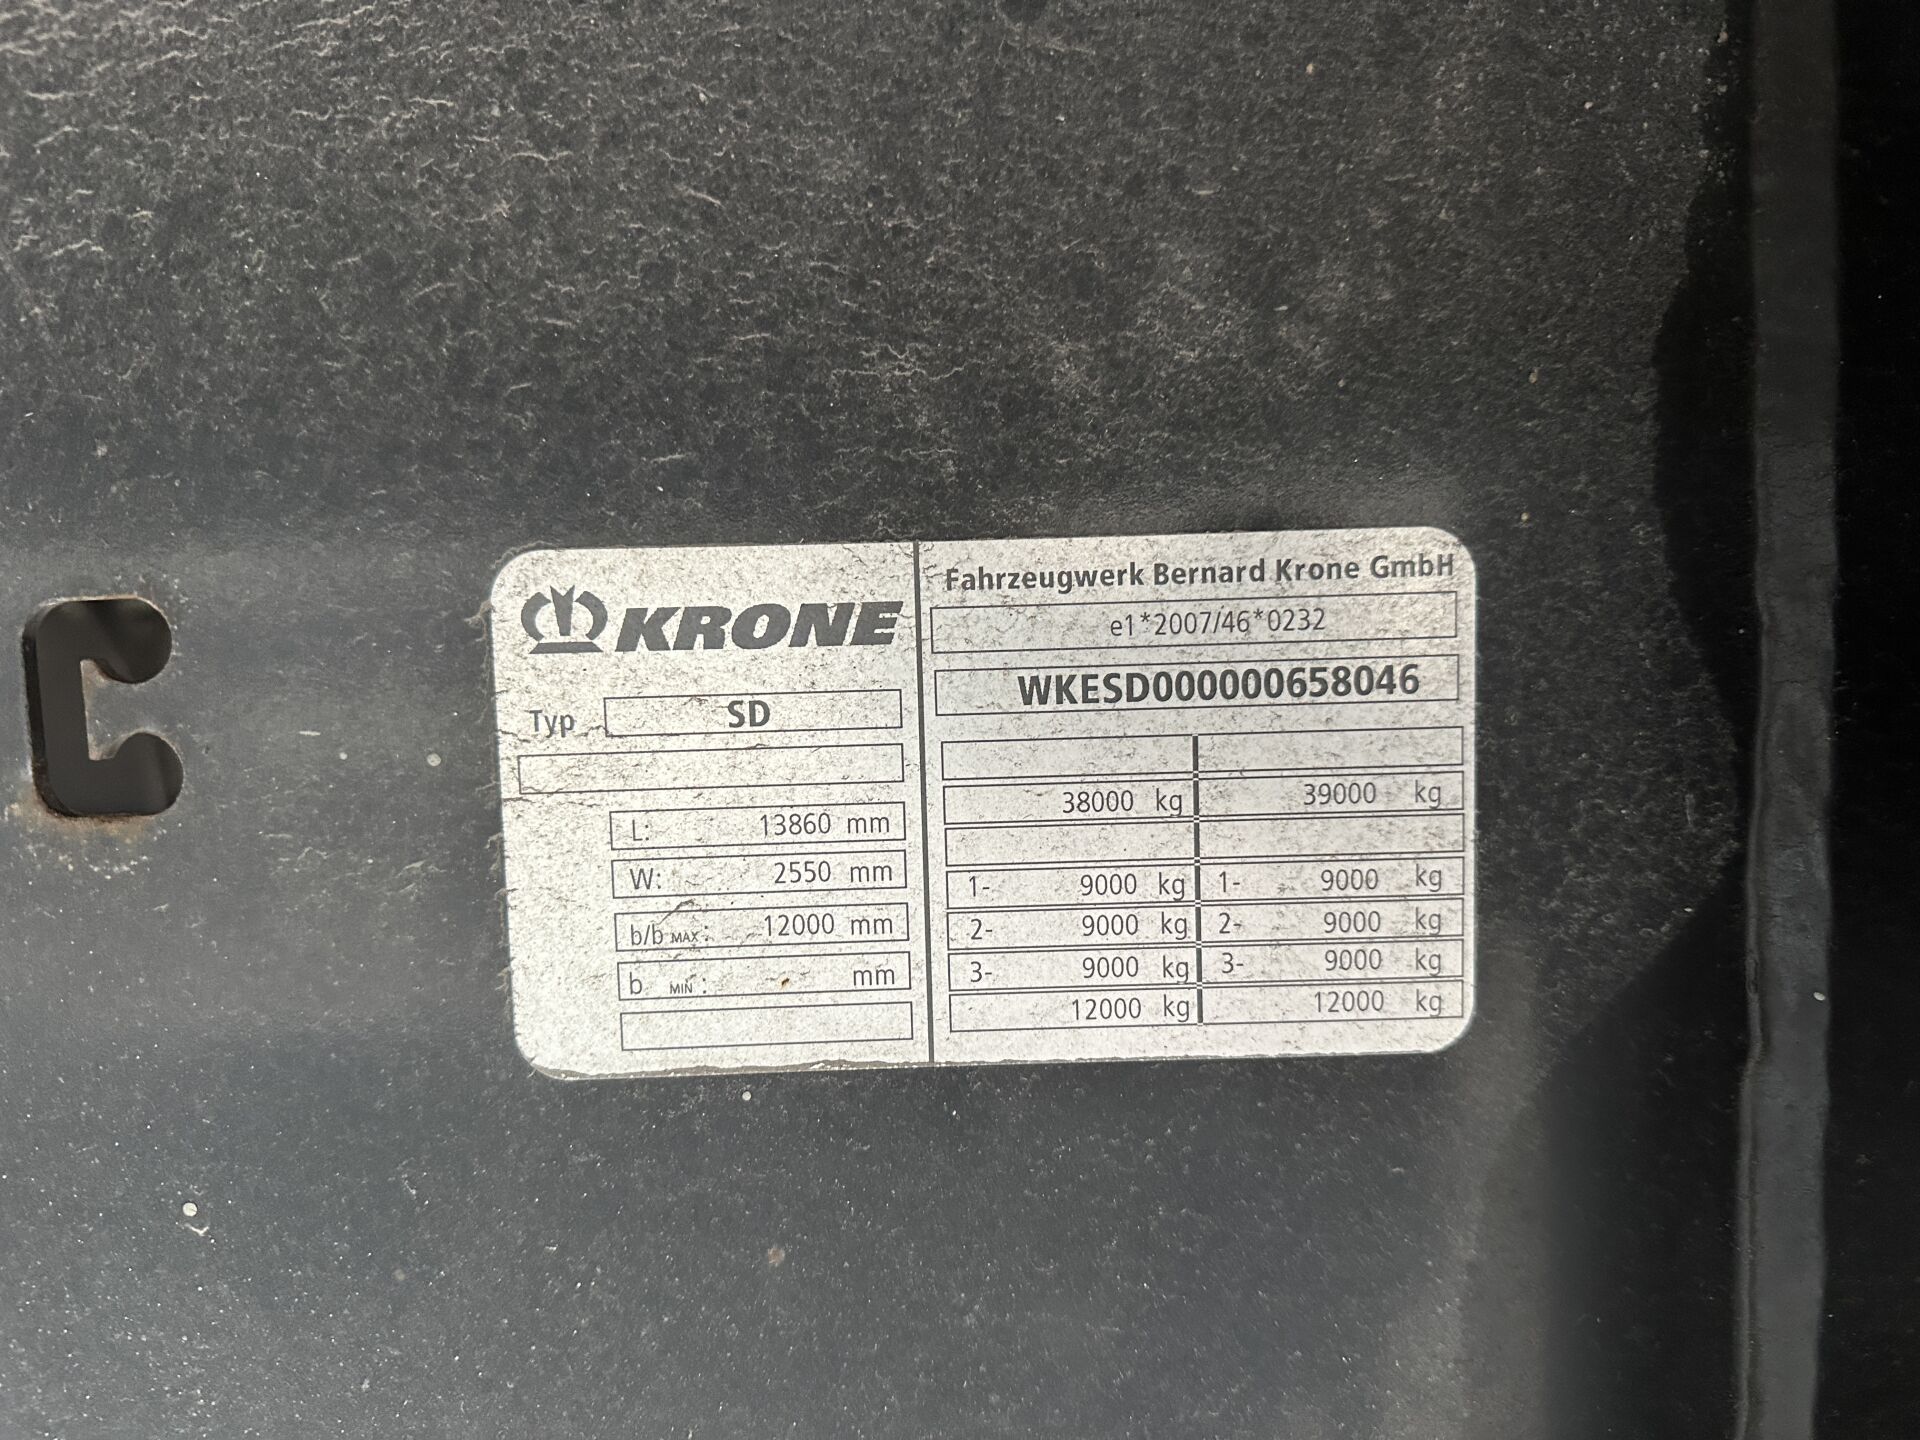 KRONE
Typ SD
L: 13860 mm
W: 2550 mm
b/b MAX: 12000 mm
b MIN: mm
Fahrzeugwerk Bernard Krone GmbH
e1*2007/46*0232
WKESD000000658046
38000 kg 39000 kg
1- 9000 kg 1- 9000 kg
2- 9000 kg 2- 9000 kg
3- 9000 kg 3- 9000 kg
12000 kg 12000 kg